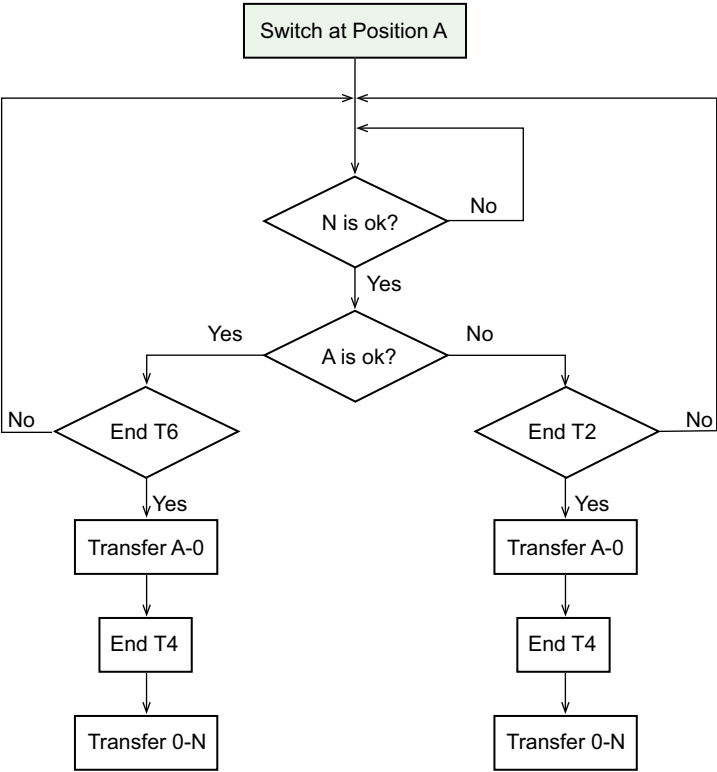 Switch at Position A
N is ok?
No
Yes
Yes
A is ok?
No
No
End T6
End T2
No
Yes
Yes
Transfer A-0
Transfer A-0
End T4
End T4
Transfer 0-N
Transfer 0-N